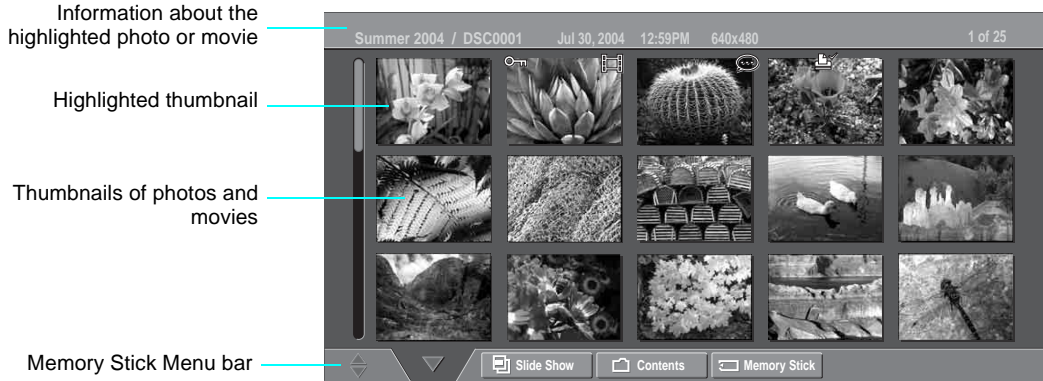 Information about the
highlighted photo or movie
Summer 2004 / DSC0001 Jul 30, 2004 12:59PM 640x480 1 of 25
Highlighted thumbnail
Thumbnails of photos and
movies
Memory Stick Menu bar
Slide Show Contents Memory Stick